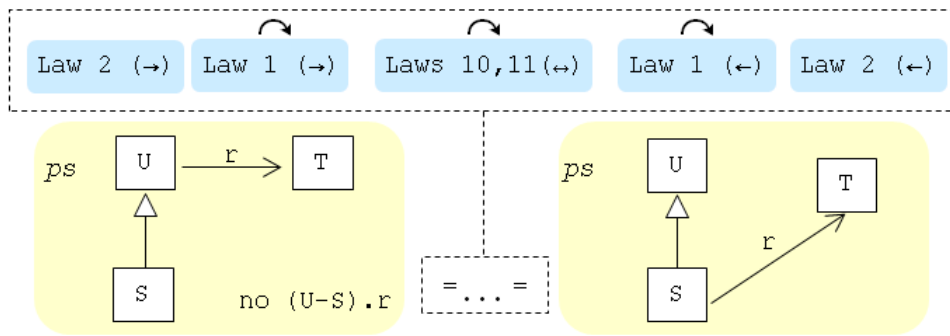 Law 2 (→) Law 1 (→) Laws 10,11(↔) Law 1 (←) Law 2 (←)
ps
U
r
T
S
no (U-S).r
=...=
ps
U
T
r
S